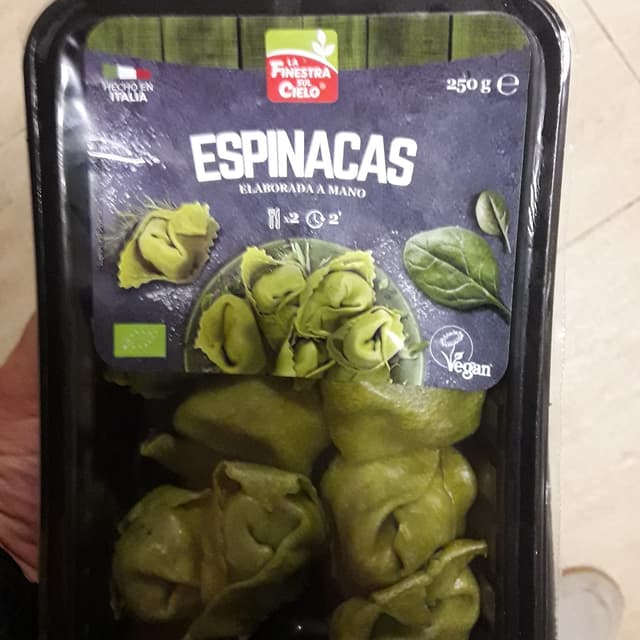 HECHO EN
ITALIA
LA
FINESTRA
SUL
CIELO®
250 g e
ESPINACAS
ELABORADA A MANO
x2 2'
Vegan